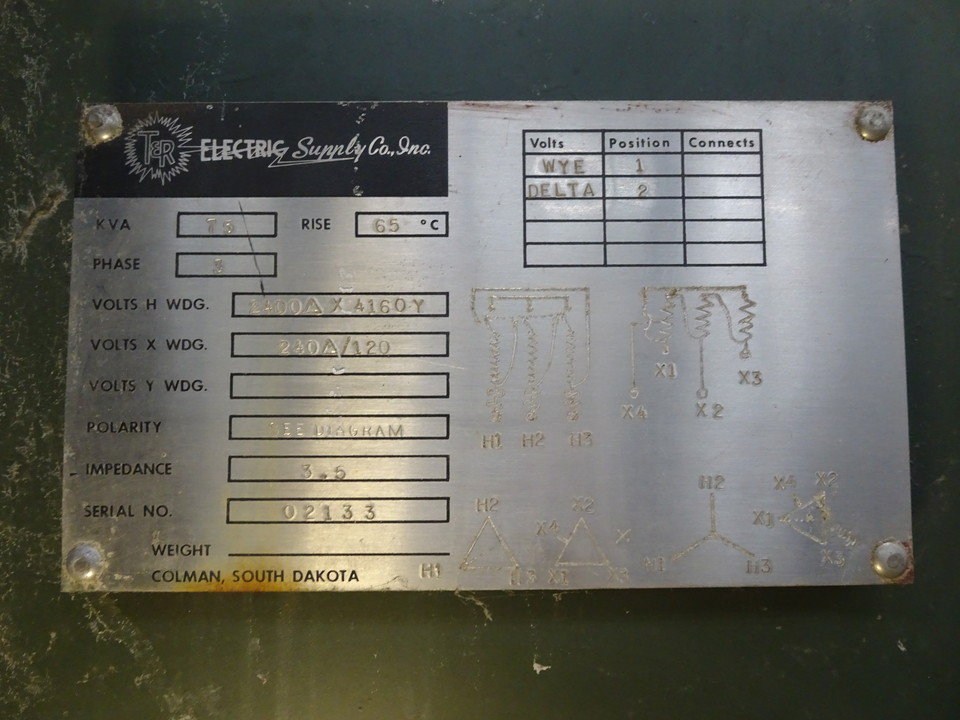 T&R ELECTRIC Supply Co., Inc.
KVA 75 RISE 65 °C
PHASE 3
VOLTS H WDG. 2400Δ X 4160Y
VOLTS X WDG. 240Δ/120
VOLTS Y WDG.
POLARITY SEE DIAGRAM
IMPEDANCE 3.5
SERIAL NO. 02133
WEIGHT
COLMAN, SOUTH DAKOTA
Volts Position Connects
WYE 1
DELTA 2
H1 H2 H3
X4 X1 X2 X3
H2
H1 H3
X2
X4
X1 X3
H2
H1 H3
X4 X2
X1
X3